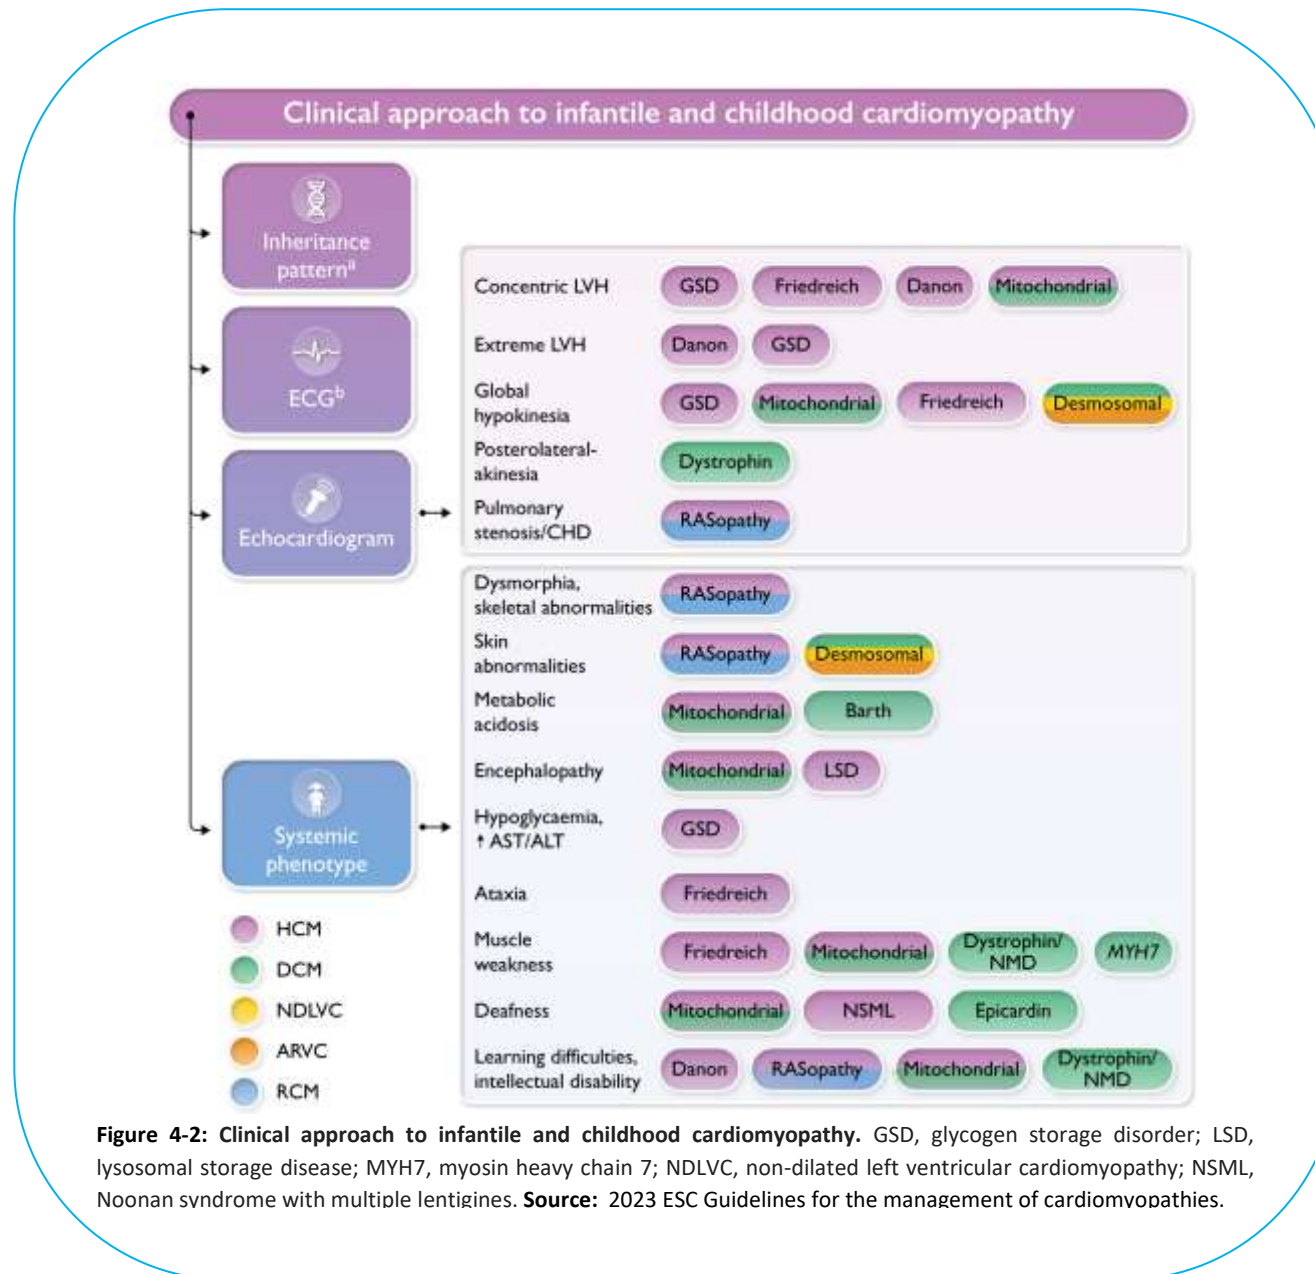 Clinical approach to infantile and childhood cardiomyopathy
Inheritance
patternª
ECGᵇ
Echocardiogram
Concentric LVH GSD Friedreich Danon Mitochondrial
Extreme LVH Danon GSD
Global
hypokinesia GSD Mitochondrial Friedreich Desmosomal
Posterolateral-
akinesia Dystrophin
Pulmonary
stenosis/CHD RASopathy
Systemic
phenotype
Dysmorphia,
skeletal abnormalities RASopathy
Skin
abnormalities RASopathy Desmosomal
Metabolic
acidosis Mitochondrial Barth
Encephalopathy Mitochondrial LSD
Hypoglycaemia,
↑ AST/ALT GSD
Ataxia Friedreich
Muscle
weakness Friedreich Mitochondrial Dystrophin/
NMD MYH7
Deafness Mitochondrial NSML Epicardin
Learning difficulties,
intellectual disability Danon RASopathy Mitochondrial Dystrophin/
NMD
HCM
DCM
NDLVC
ARVC
RCM
Figure 4-2: Clinical approach to infantile and childhood cardiomyopathy. GSD, glycogen storage disorder; LSD,
lysosomal storage disease; MYH7, myosin heavy chain 7; NDLVC, non-dilated left ventricular cardiomyopathy; NSML,
Noonan syndrome with multiple lentigines. Source: 2023 ESC Guidelines for the management of cardiomyopathies.